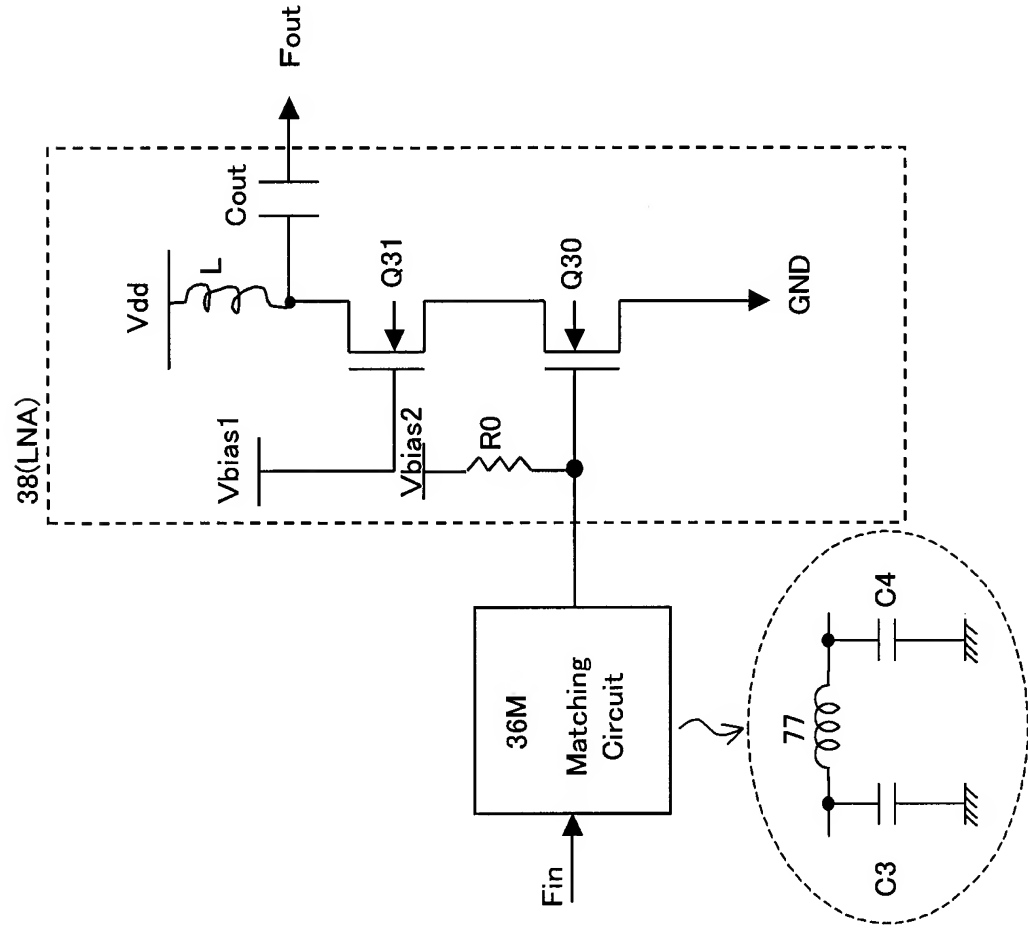 38(LNA)
Vdd
L
Cout
Fout
Vbias1
Q31
Vbias2
R0
Q30
GND
Fin
36M
Matching
Circuit
77
C3
C4